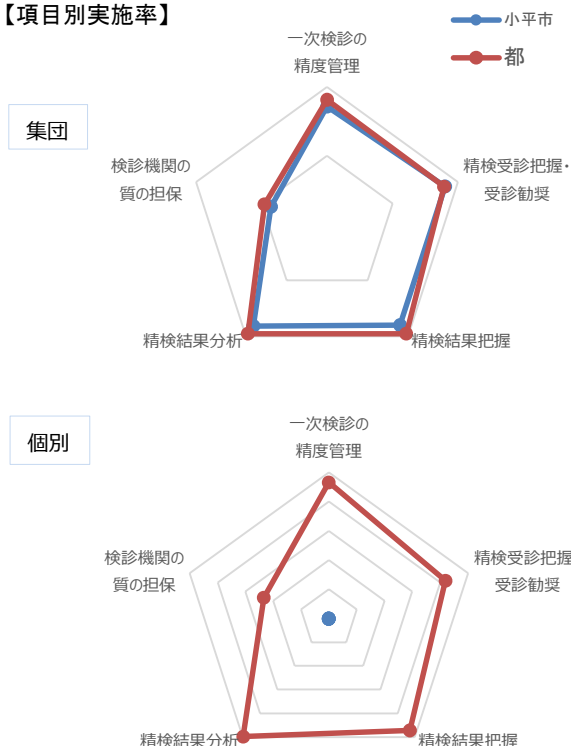 【項目別実施率】
小平市
都
集団
一次検診の
精度管理
精検受診把握・
受診勧奨
精検結果把握
精検結果分析
検診機関の
質の担保
個別
一次検診の
精度管理
精検受診把握
受診勧奨
精検結果把握
精検結果分析
検診機関の
質の担保